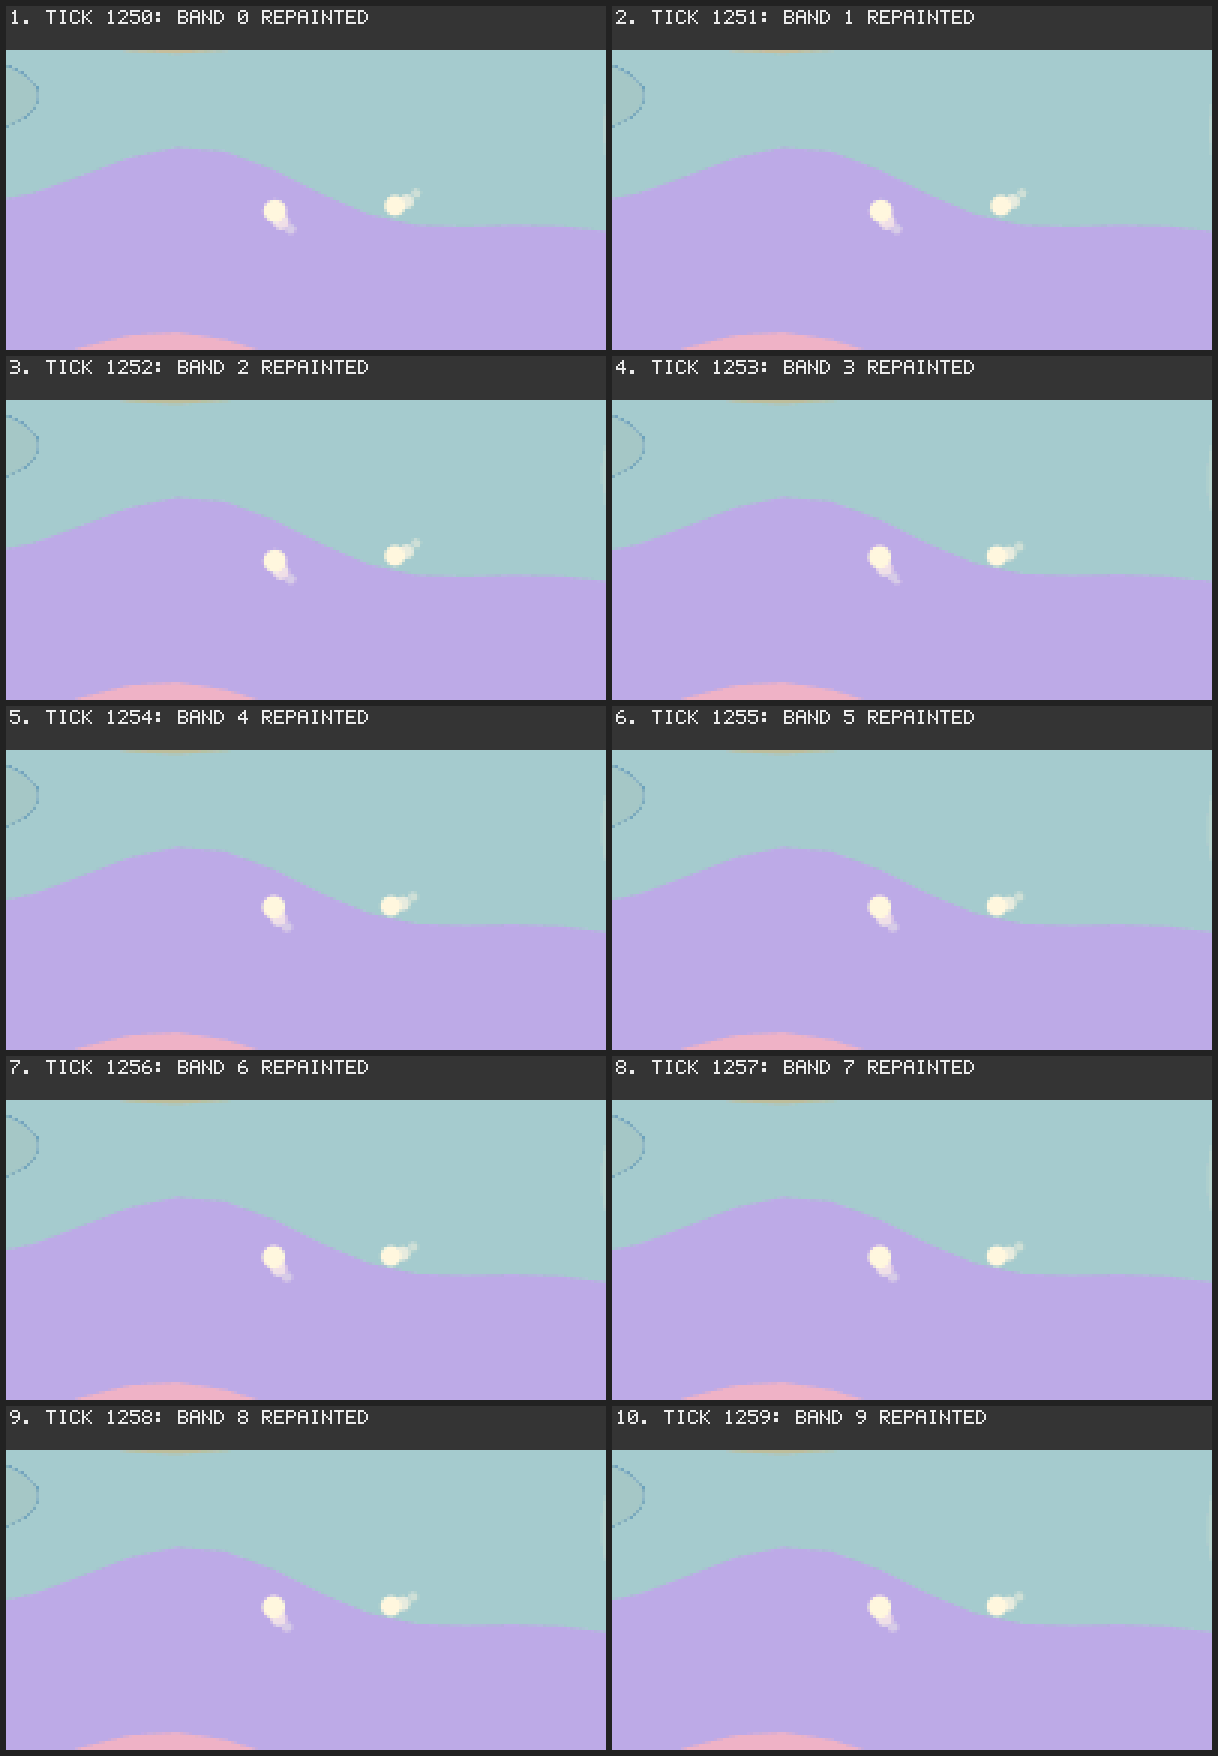 1. TICK 1250: BAND 0 REPAINTED
2. TICK 1251: BAND 1 REPAINTED
3. TICK 1252: BAND 2 REPAINTED
4. TICK 1253: BAND 3 REPAINTED
5. TICK 1254: BAND 4 REPAINTED
6. TICK 1255: BAND 5 REPAINTED
7. TICK 1256: BAND 6 REPAINTED
8. TICK 1257: BAND 7 REPAINTED
9. TICK 1258: BAND 8 REPAINTED
10. TICK 1259: BAND 9 REPAINTED